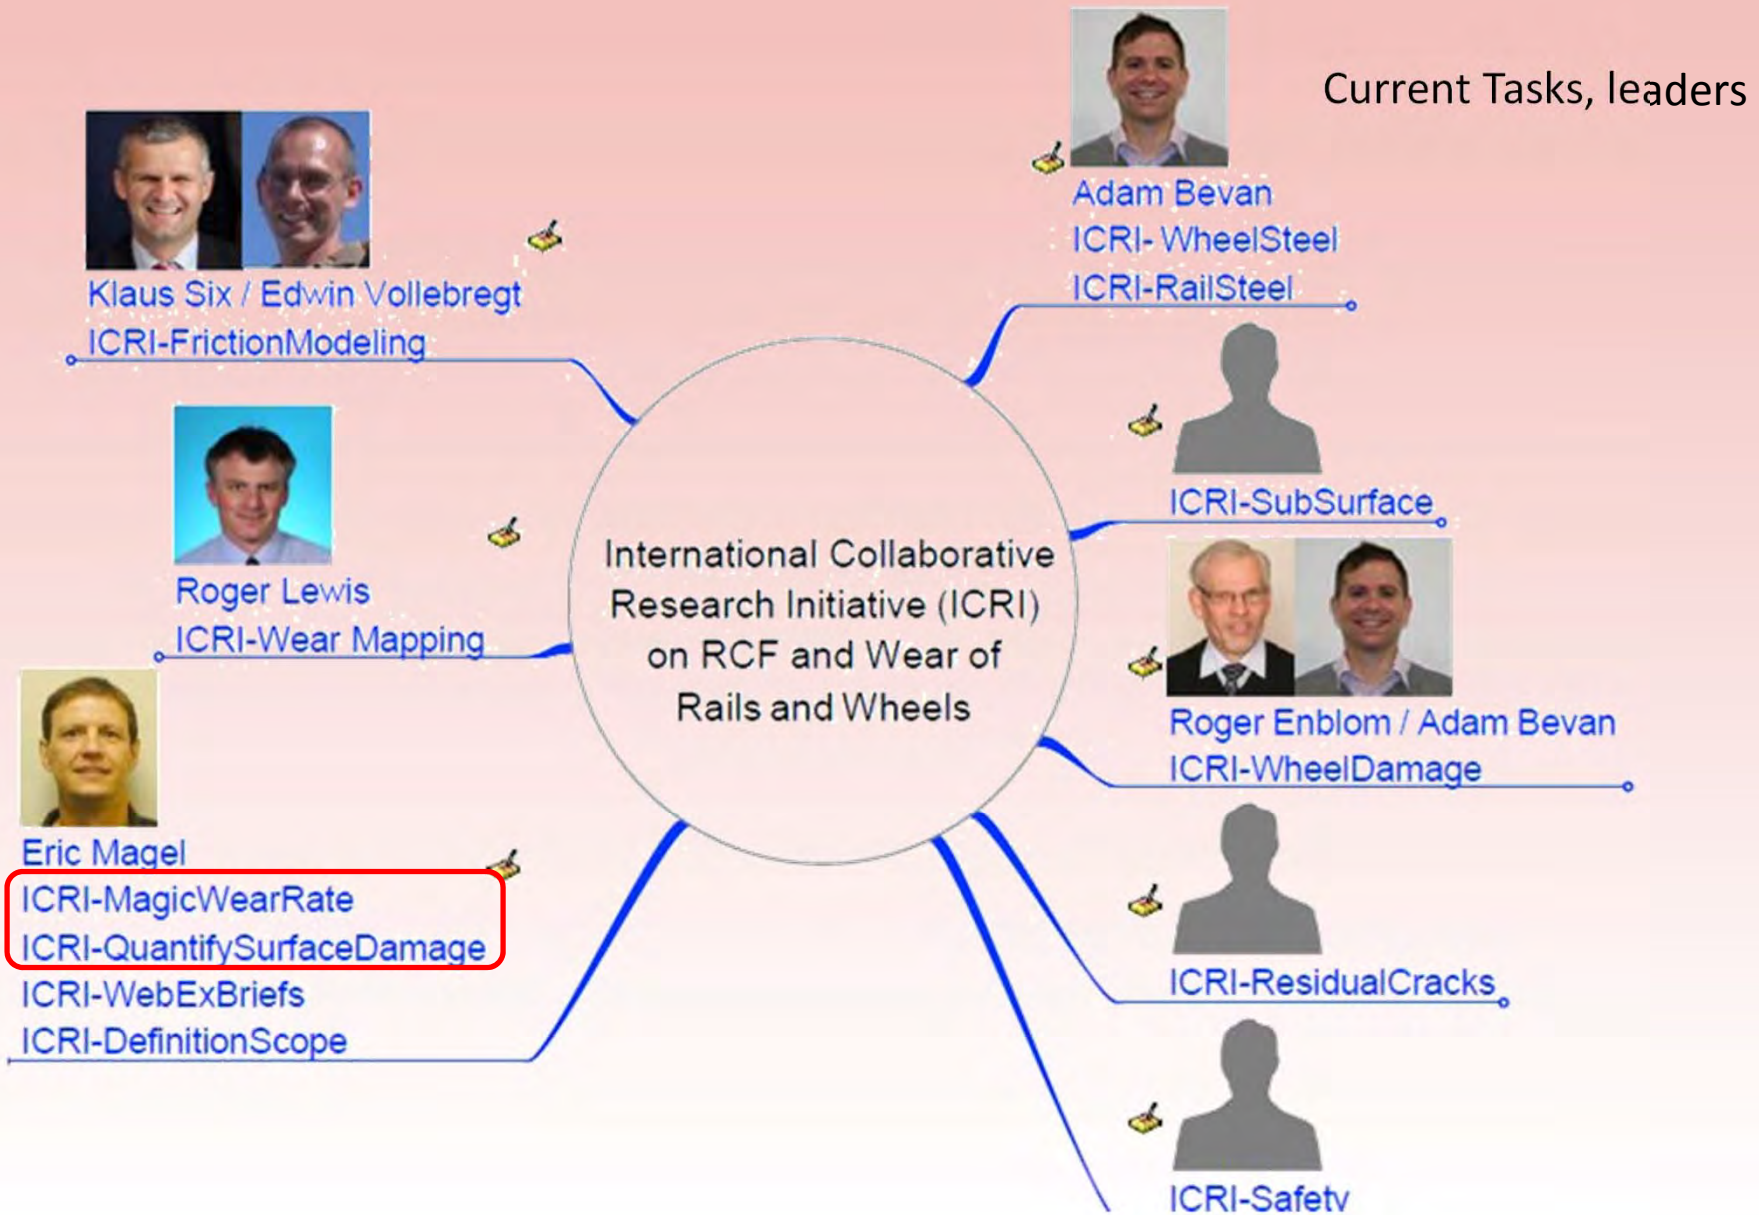 Current Tasks, leaders
Klaus Six / Edwin Vollebregt
ICRI-FrictionModeling
Roger Lewis
ICRI-Wear Mapping
Eric Magel
ICRI-MagicWearRate
ICRI-QuantifySurfaceDamage
ICRI-WebExBriefs
ICRI-DefinitionScope
International Collaborative
Research Initiative (ICRI)
on RCF and Wear of
Rails and Wheels
Adam Bevan
ICRI- WheelSteel
ICRI-RailSteel
ICRI-SubSurface
Roger Enblom / Adam Bevan
ICRI-WheelDamage
ICRI-ResidualCracks
ICRI-Safety